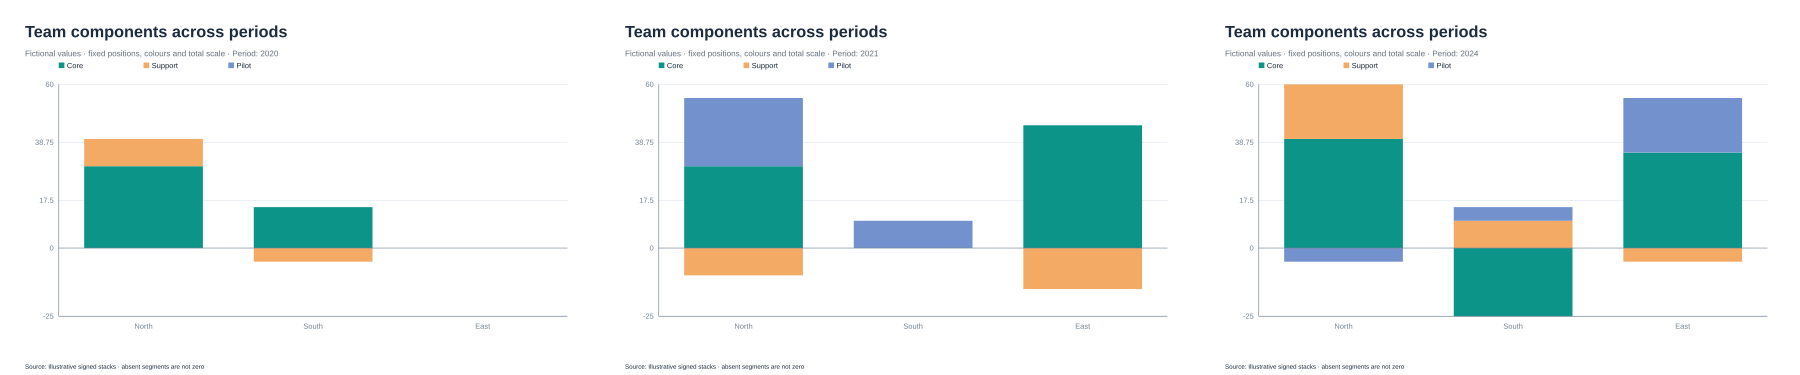 Team components across periods
Fictional values · fixed positions, colours and total scale · Period: 2020
Core Support Pilot
60
38.75
17.5
0
-25
North South East
Source: Illustrative signed stacks · absent segments are not zero
Team components across periods
Fictional values · fixed positions, colours and total scale · Period: 2021
Core Support Pilot
60
38.75
17.5
0
-25
North South East
Source: Illustrative signed stacks · absent segments are not zero
Team components across periods
Fictional values · fixed positions, colours and total scale · Period: 2024
Core Support Pilot
60
38.75
17.5
0
-25
North South East
Source: Illustrative signed stacks · absent segments are not zero